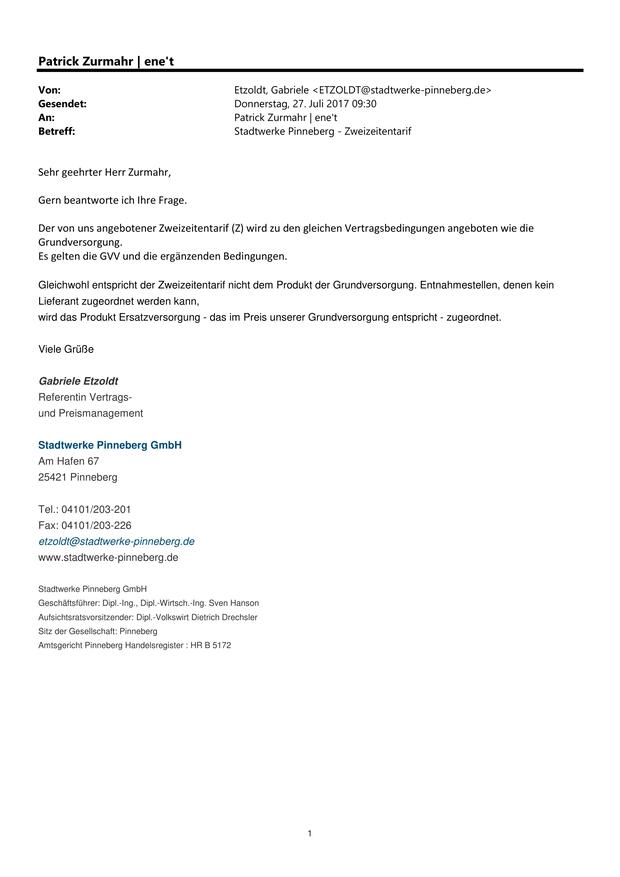 Patrick Zurmahr | ene't
Von: Etzoldt, Gabriele <ETZOLDT@stadtwerke-pinneberg.de>
Gesendet: Donnerstag, 27. Juli 2017 09:30
An: Patrick Zurmahr | ene't
Betreff: Stadtwerke Pinneberg - Zweizeitentarif
Sehr geehrter Herr Zurmahr,
Gern beantworte ich Ihre Frage.
Der von uns angebotener Zweizeitentarif (Z) wird zu den gleichen Vertragsbedingungen angeboten wie die
Grundversorgung.
Es gelten die GVV und die ergänzenden Bedingungen.
Gleichwohl entspricht der Zweizeitentarif nicht dem Produkt der Grundversorgung. Entnahmestellen, denen kein
Lieferant zugeordnet werden kann,
wird das Produkt Ersatzversorgung - das im Preis unserer Grundversorgung entspricht - zugeordnet.
Viele Grüße
Gabriele Etzoldt
Referentin Vertrags-
und Preismanagement
Stadtwerke Pinneberg GmbH
Am Hafen 67
25421 Pinneberg
Tel.: 04101/203-201
Fax: 04101/203-226
etzoldt@stadtwerke-pinneberg.de
www.stadtwerke-pinneberg.de
Stadtwerke Pinneberg GmbH
Geschäftsführer: Dipl.-Ing., Dipl.-Wirtsch.-Ing. Sven Hanson
Aufsichtsratsvorsitzender: Dipl.-Volkswirt Dietrich Drechsler
Sitz der Gesellschaft: Pinneberg
Amtsgericht Pinneberg Handelsregister : HR B 5172
1